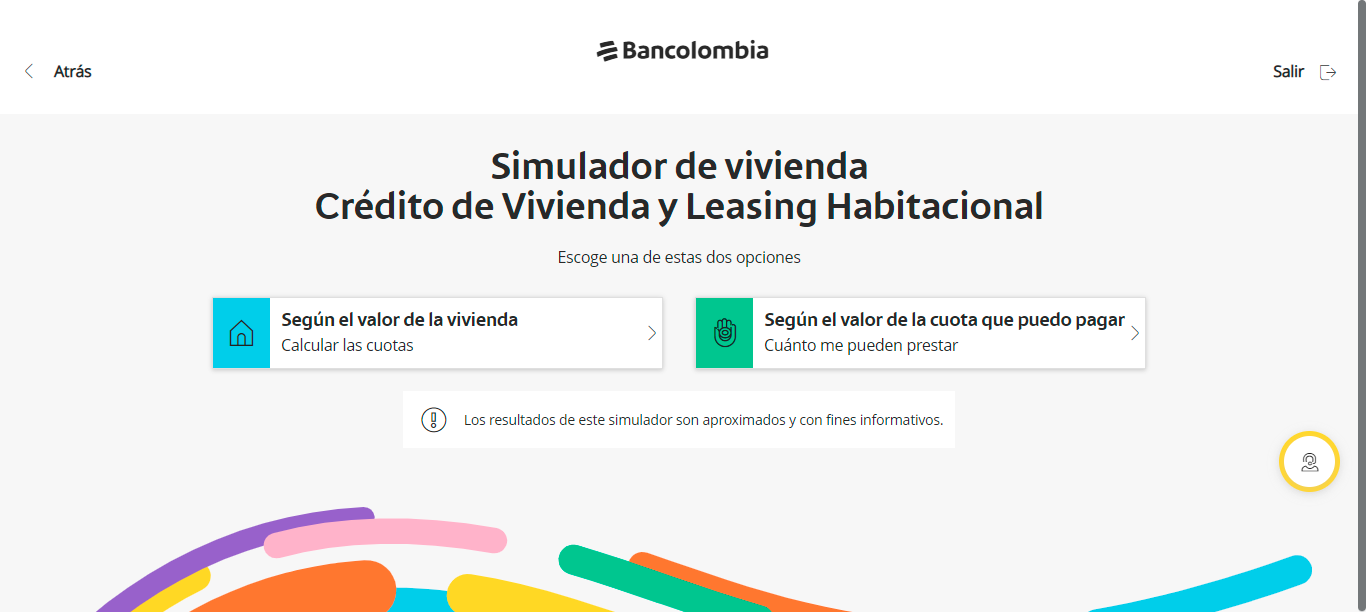 Bancolombia
Atrás
Salir
Simulador de vivienda
Crédito de Vivienda y Leasing Habitacional
Escoge una de estas dos opciones
Según el valor de la vivienda
Calcular las cuotas
Según el valor de la cuota que puedo pagar
Cuánto me pueden prestar
Los resultados de este simulador son aproximados y con fines informativos.